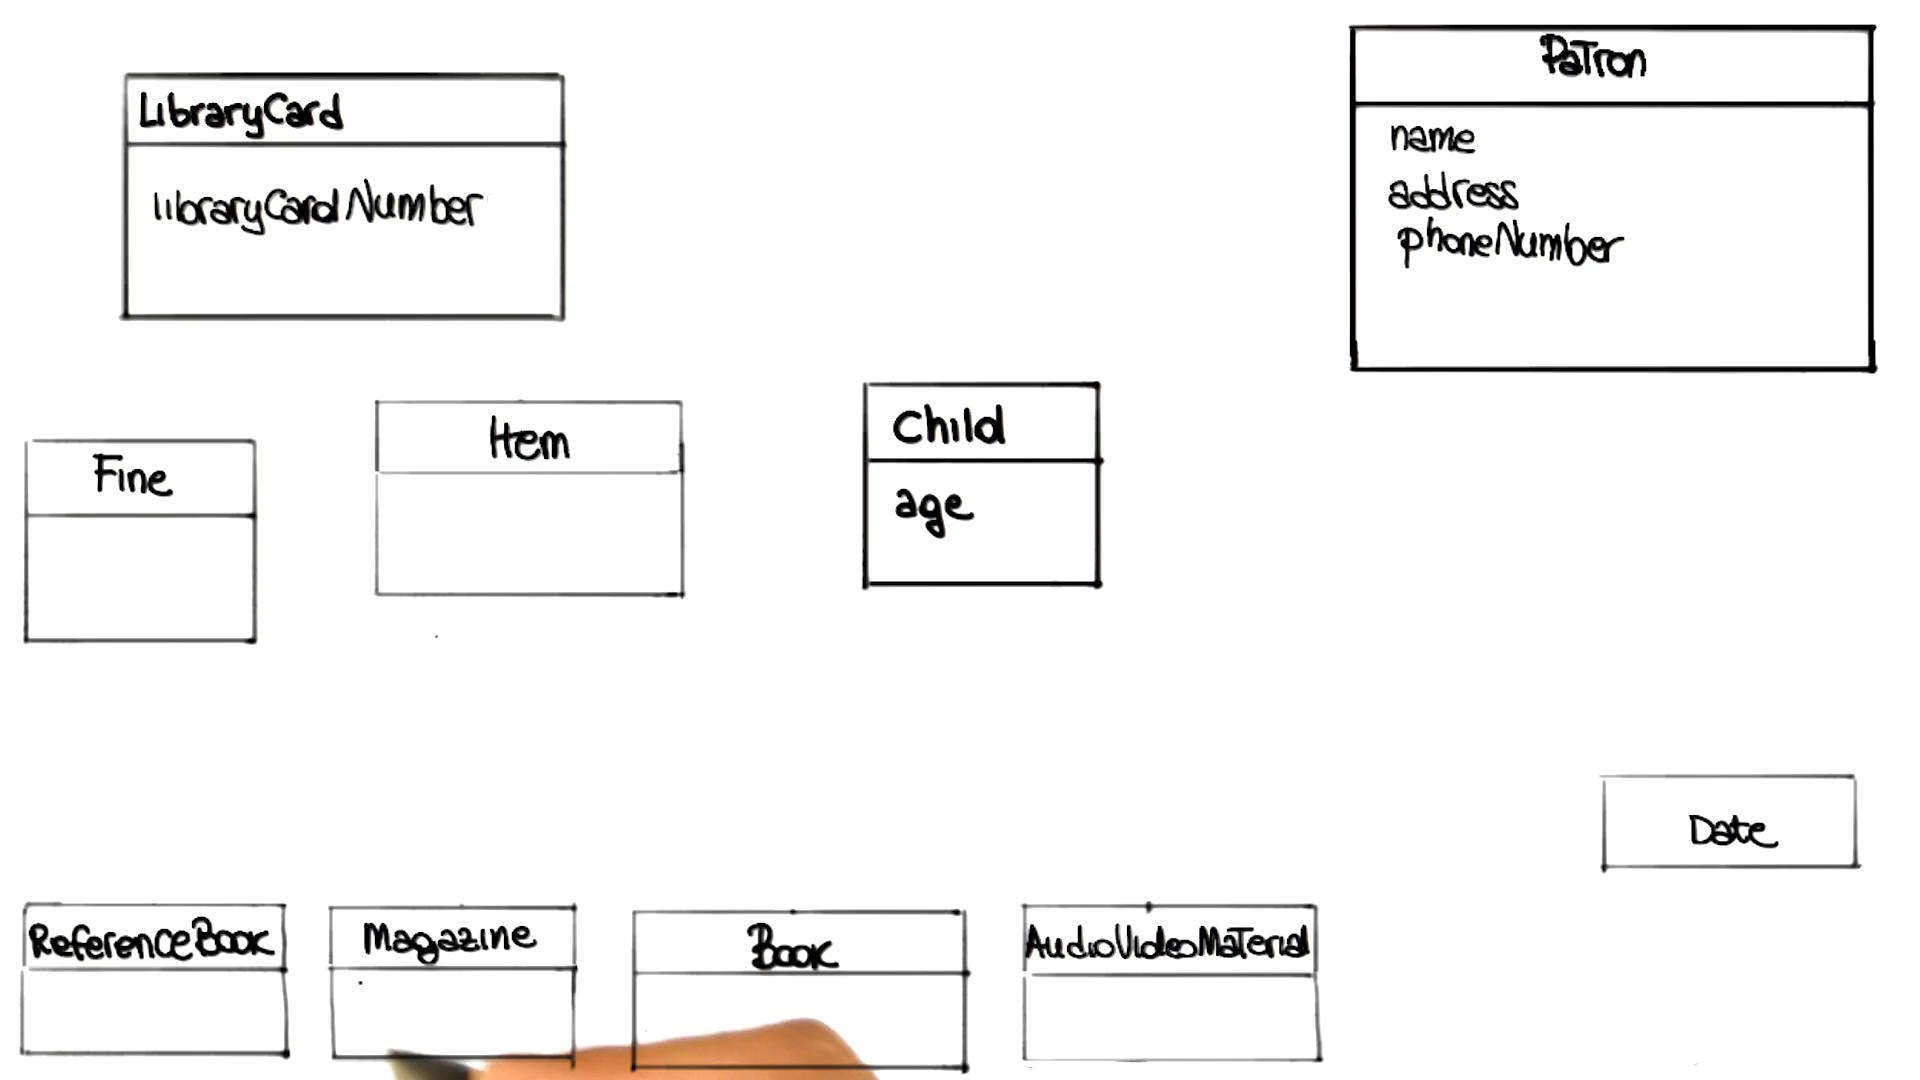 LibraryCard
libraryCardNumber
Patron
name
address
phoneNumber
Fine
Item
Child
age
Date
ReferenceBook
Magazine
Book
AudioVideoMaterial